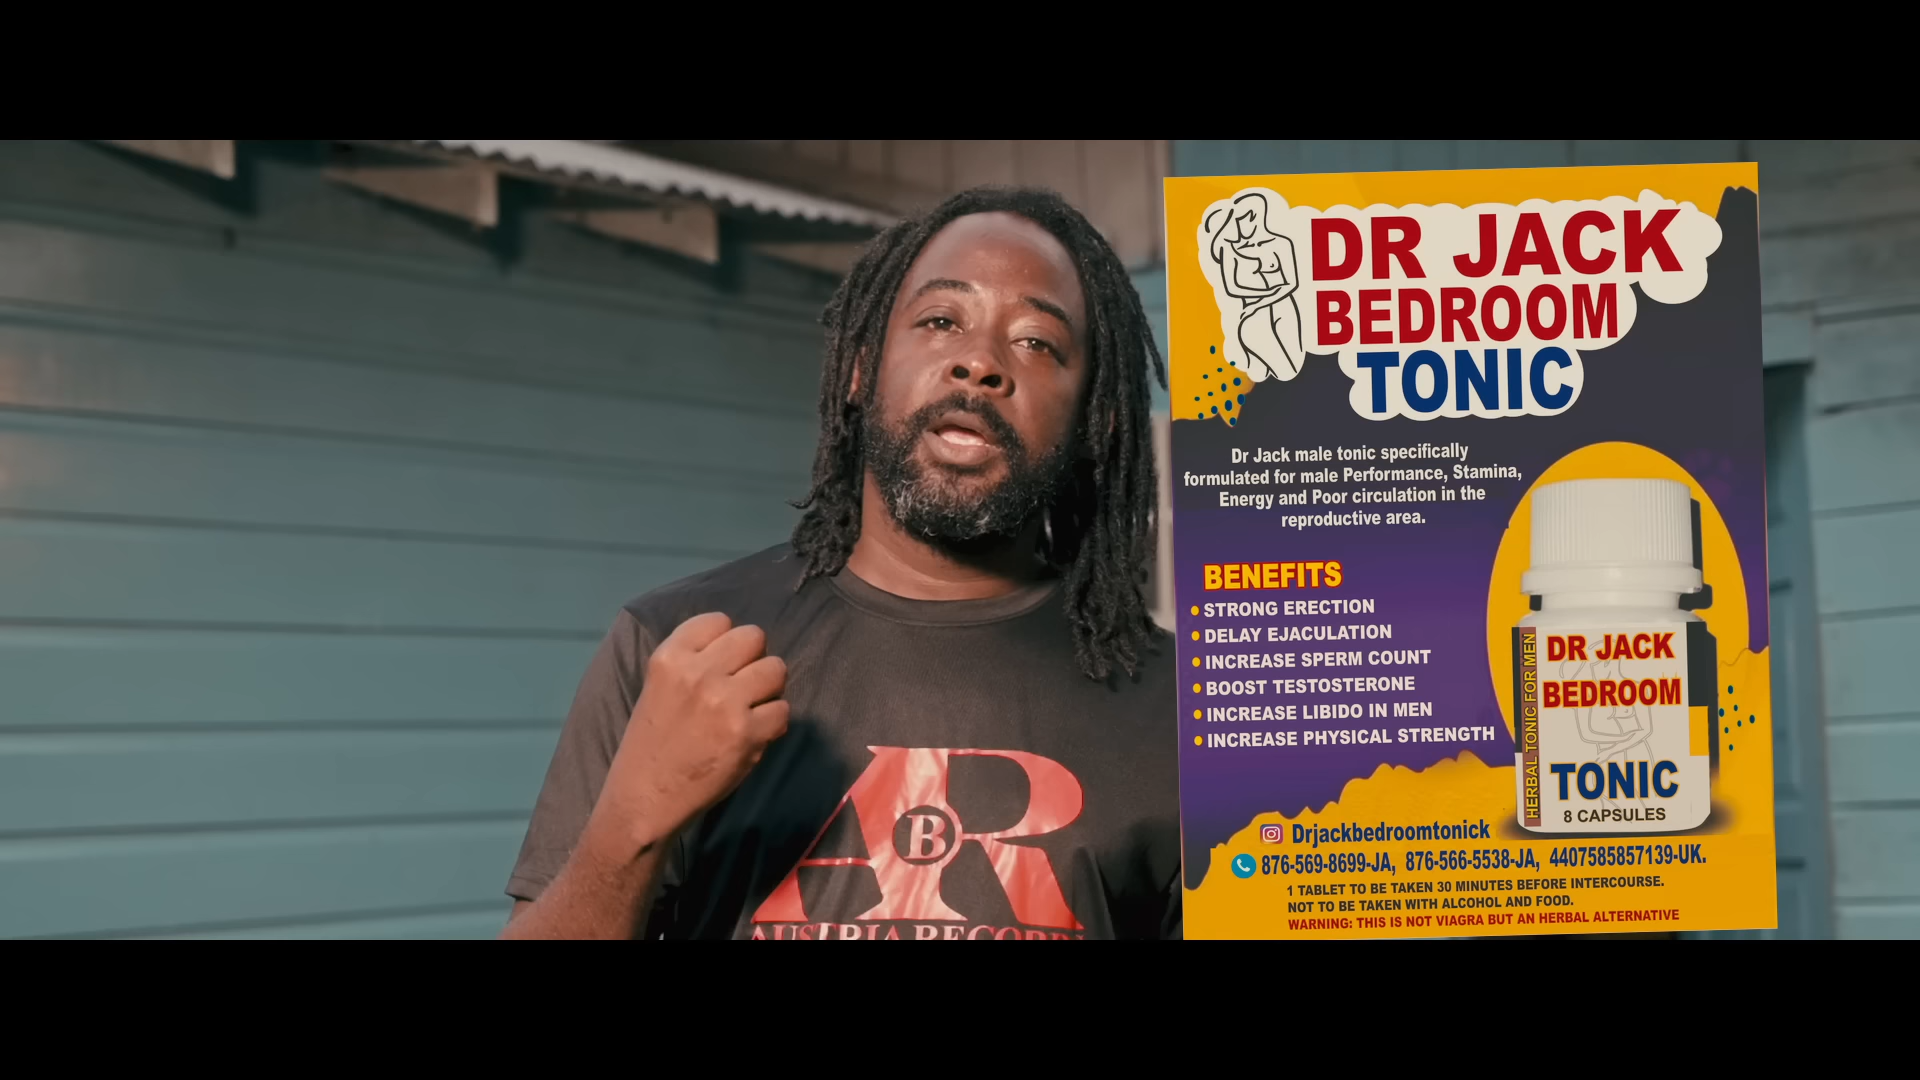 DR JACK
BEDROOM
TONIC
Dr Jack male tonic specifically
formulated for male Performance, Stamina,
Energy and Poor circulation in the
reproductive area.
BENEFITS
• STRONG ERECTION
• DELAY EJACULATION
• INCREASE SPERM COUNT
• BOOST TESTOSTERONE
• INCREASE LIBIDO IN MEN
• INCREASE PHYSICAL STRENGTH
HERBAL TONIC FOR MEN
DR JACK
BEDROOM
TONIC
8 CAPSULES
Drjackbedroomtonick
876-569-8699-JA, 876-566-5538-JA, 4407585857139-UK.
1 TABLET TO BE TAKEN 30 MINUTES BEFORE INTERCOURSE.
NOT TO BE TAKEN WITH ALCOHOL AND FOOD.
WARNING: THIS IS NOT VIAGRA BUT AN HERBAL ALTERNATIVE
A B R
AUSTRIA RECORD